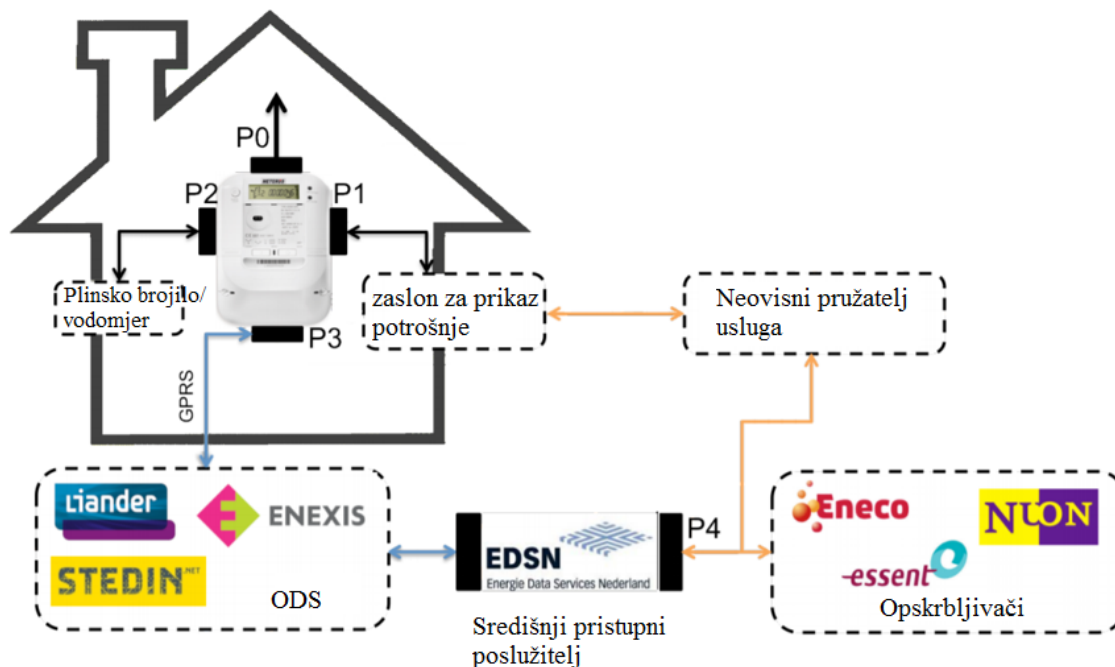 P0
P2
P1
Plinsko brojilo/
vodomjer
zaslon za prikaz
potrošnje
Neovisni pružatelj
usluga
P3
GPRS
Liander
ENEXIS
STEDIN.NET
ODS
EDSN
Energie Data Services Nederland
P4
Središnji pristupni
poslužitelj
Eneco
NUON
essent
Opskrbljivači